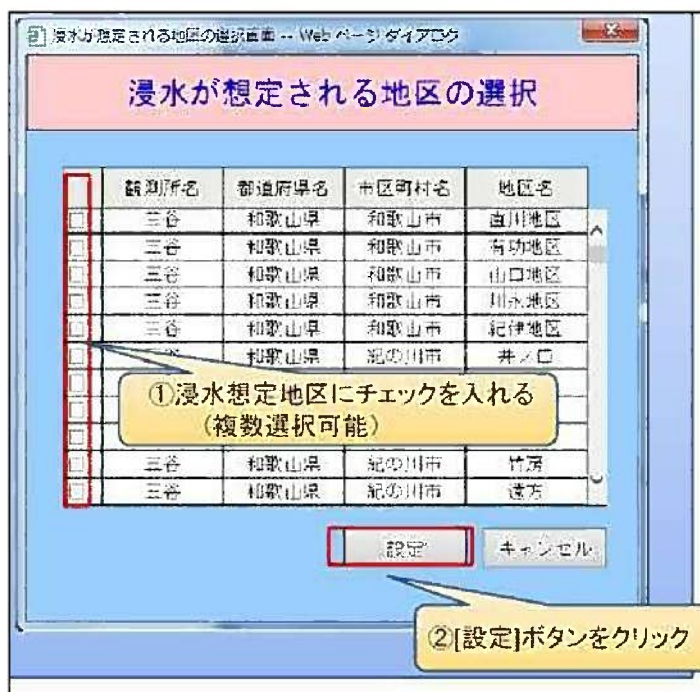 浸水が想定される地区の選択画面 -- Web ページ ダイアログ
浸水が想定される地区の選択
観測所名 都道府県名 市区町村名 地区名
三谷 和歌山県 和歌山市 直川地区
三谷 和歌山県 和歌山市 有功地区
三谷 和歌山県 和歌山市 山口地区
三谷 和歌山県 和歌山市 川永地区
三谷 和歌山県 和歌山市 紀伊地区
和歌山県 紀の川市 井ノ口
①浸水想定地区にチェックを入れる
(複数選択可能)
三谷 和歌山県 紀の川市 竹房
三谷 和歌山県 紀の川市 遠方
設定 キャンセル
②[設定]ボタンをクリック